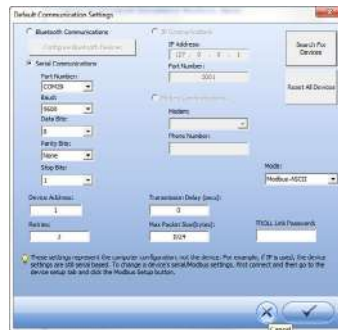 Default Communication Settings
Bluetooth Communications
Configure Bluetooth Devices
Serial Communications
Port Number:
COM29
Baud:
9600
Data Bits:
8
Parity Bits:
None
Stop Bits:
1
IP Communications
IP Address:
127 . 0 . 0 . 1
Port Number:
Modem Communications
Modem:
Phone Number:
Search For
Devices
Reset All Devices
Mode:
Modbus-ASCII
Device Address:
1
Transmission Delay (secs):
0
Retries:
3
Max Packet Size(bytes):
1024
TROLL Link Password:
These settings represent the computer configuration, not the device. For example, if IP is used, the device
settings are still serial based. To change a device's serial/Modbus settings, first connect and then go to the
device setup tab and click the Modbus Setup button.
Cancel